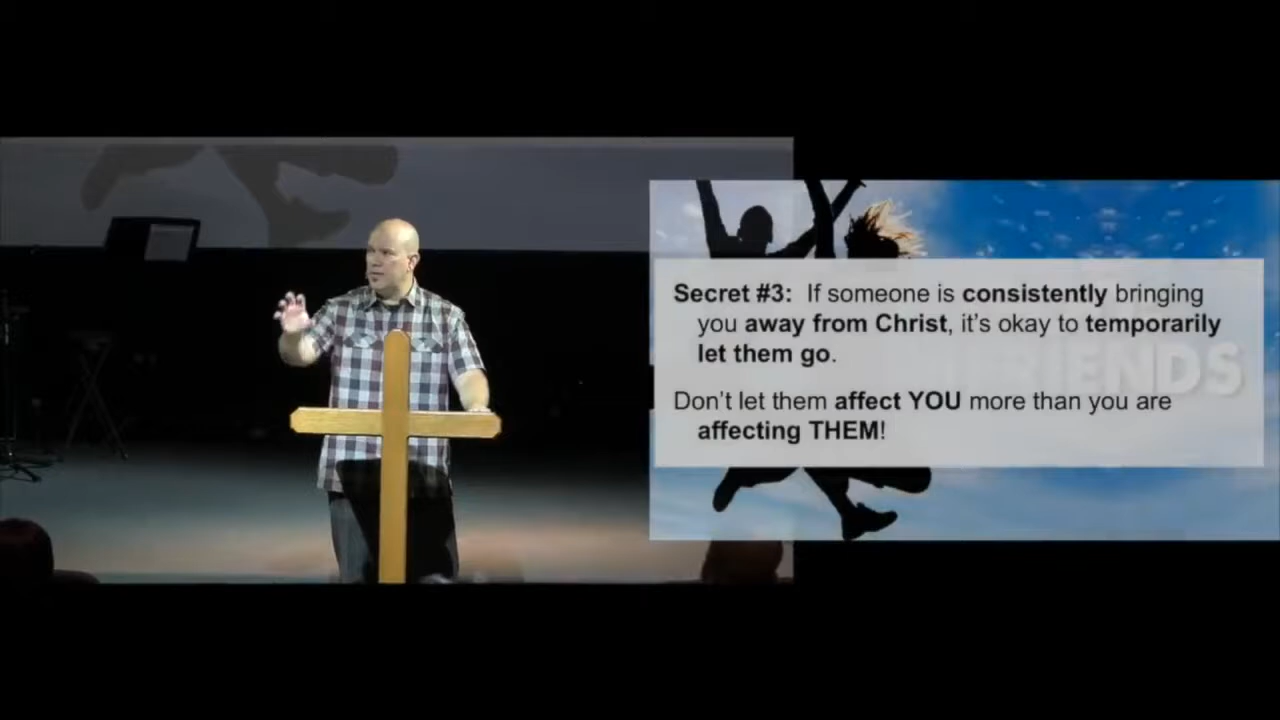 Secret #3: If someone is consistently bringing
you away from Christ, it's okay to temporarily
let them go.
Don't let them affect YOU more than you are
affecting THEM!
FRIENDS